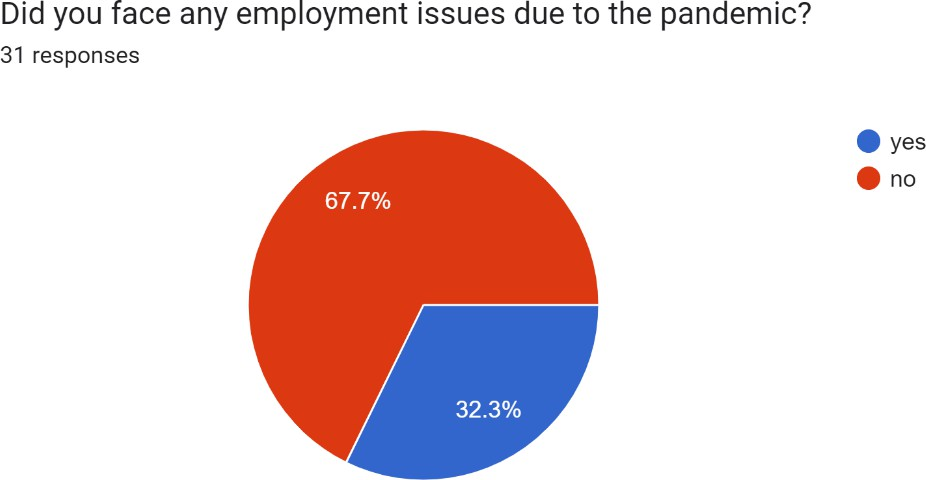 Did you face any employment issues due to the pandemic?
31 responses
yes
no
67.7%
32.3%